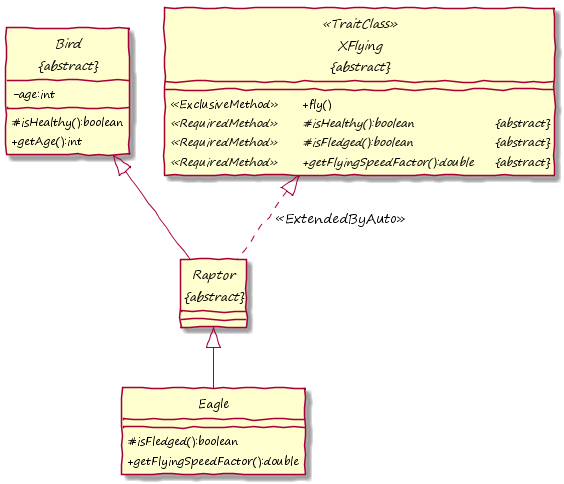 Bird
{abstract}
-age:int
#isHealthy():boolean
+getAge():int
«TraitClass»
XFlying
{abstract}
«ExclusiveMethod» +fly()
«RequiredMethod» #isHealthy():boolean {abstract}
«RequiredMethod» #isFledged():boolean {abstract}
«RequiredMethod» +getFlyingSpeedFactor():double {abstract}
«ExtendedByAuto»
Raptor
{abstract}
Eagle
#isFledged():boolean
+getFlyingSpeedFactor():double